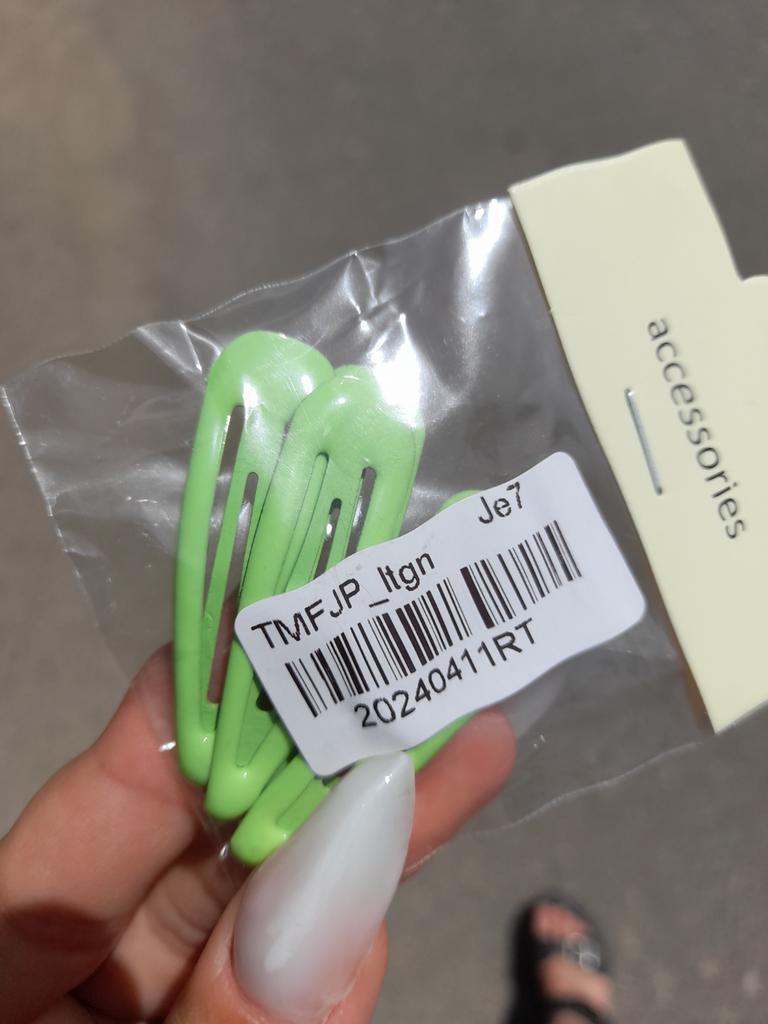 accessories
Je7
TMFJP_ltgn
20240411RT